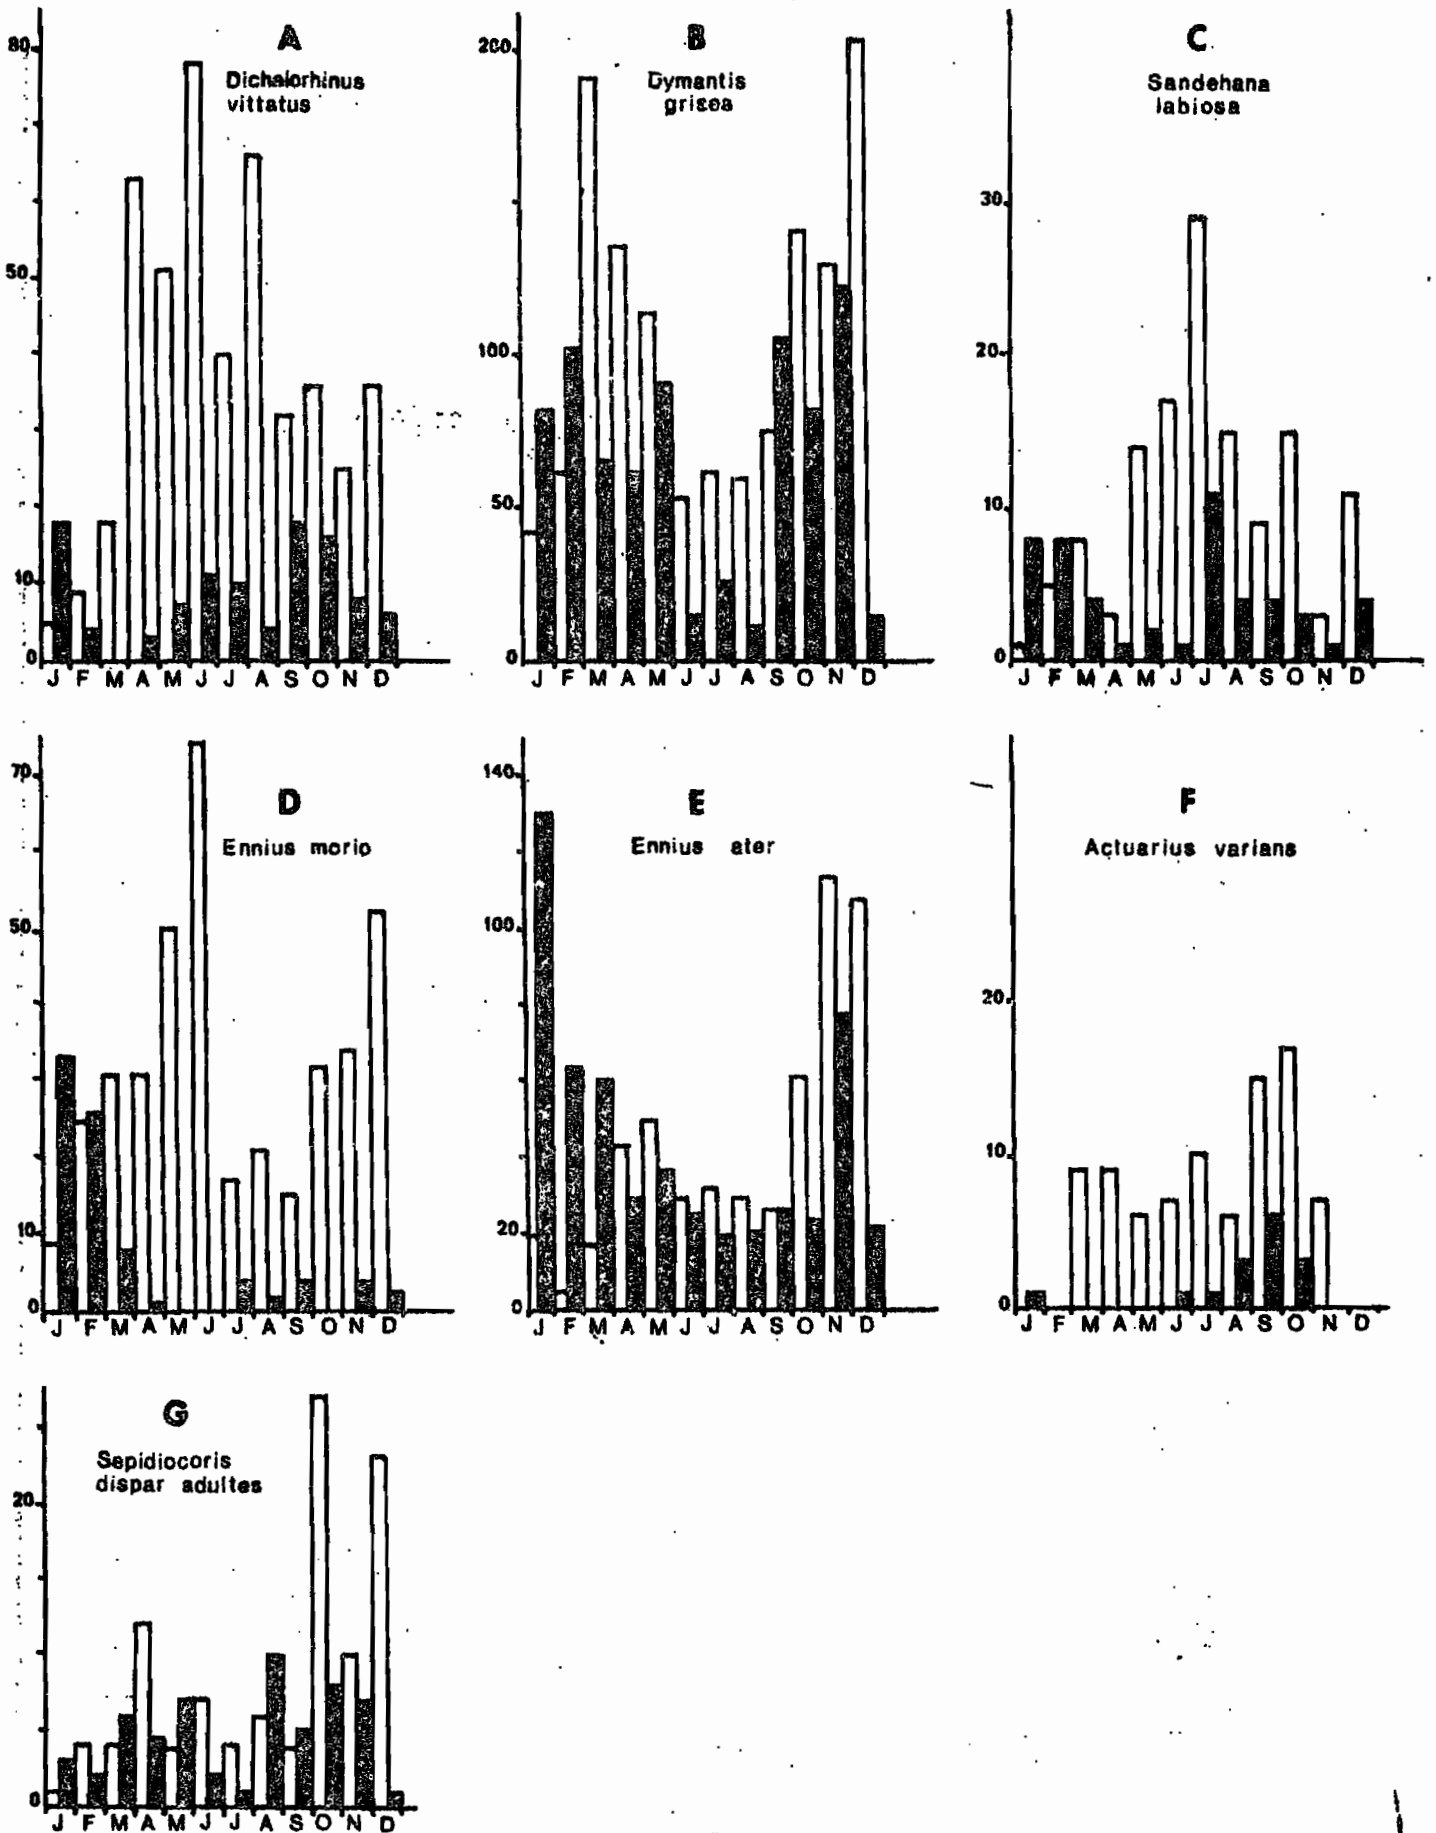 A
Dichalorhinus
vittatus
80
50
10
0
J F M A M J J A S O N D
B
Gymantis
grisea
200
100
50
0
J F M A M J J A S O N D
C
Sandehana
labiosa
30
20
10
0
J F M A M J J A S O N D
D
Ennius morio
70
50
10
0
J F M A M J J A S O N D
E
Ennius ater
140
100
20
0
J F M A M J J A S O N D
F
Actuarius varians
20
10
0
J F M A M J J A S O N D
G
Sepidiocoris
dispar adultes
20
0
J F M A M J J A S O N D